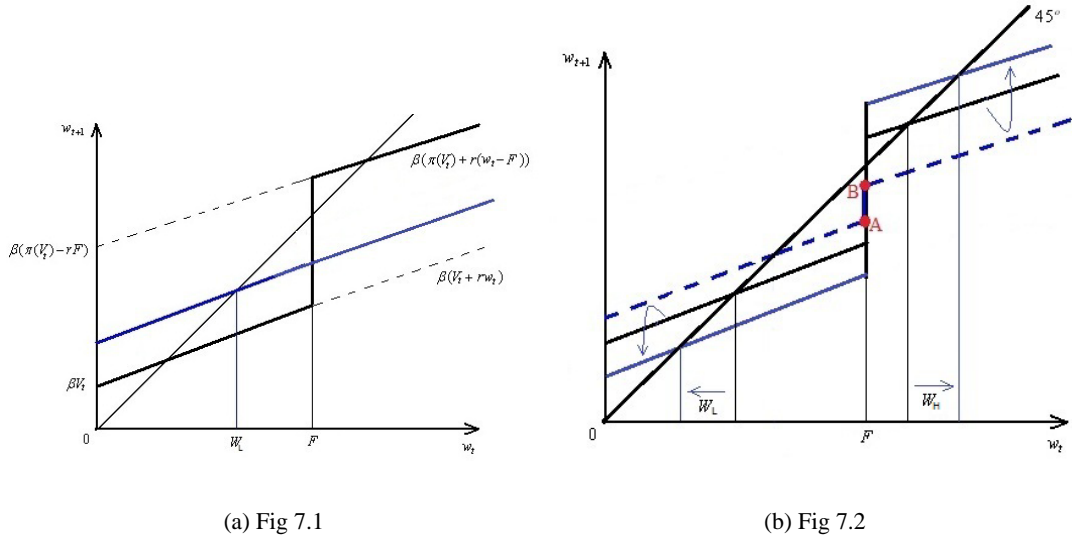 w_{t+1}
β(π(V_t) + r(w_t − F))
β(π(V_t) − rF)
β(V_t + rw_t)
βV_t
0
W_L
F
w_t
(a) Fig 7.1
45°
w_{t+1}
B
A
W_L
W_H
0
F
w_t
(b) Fig 7.2